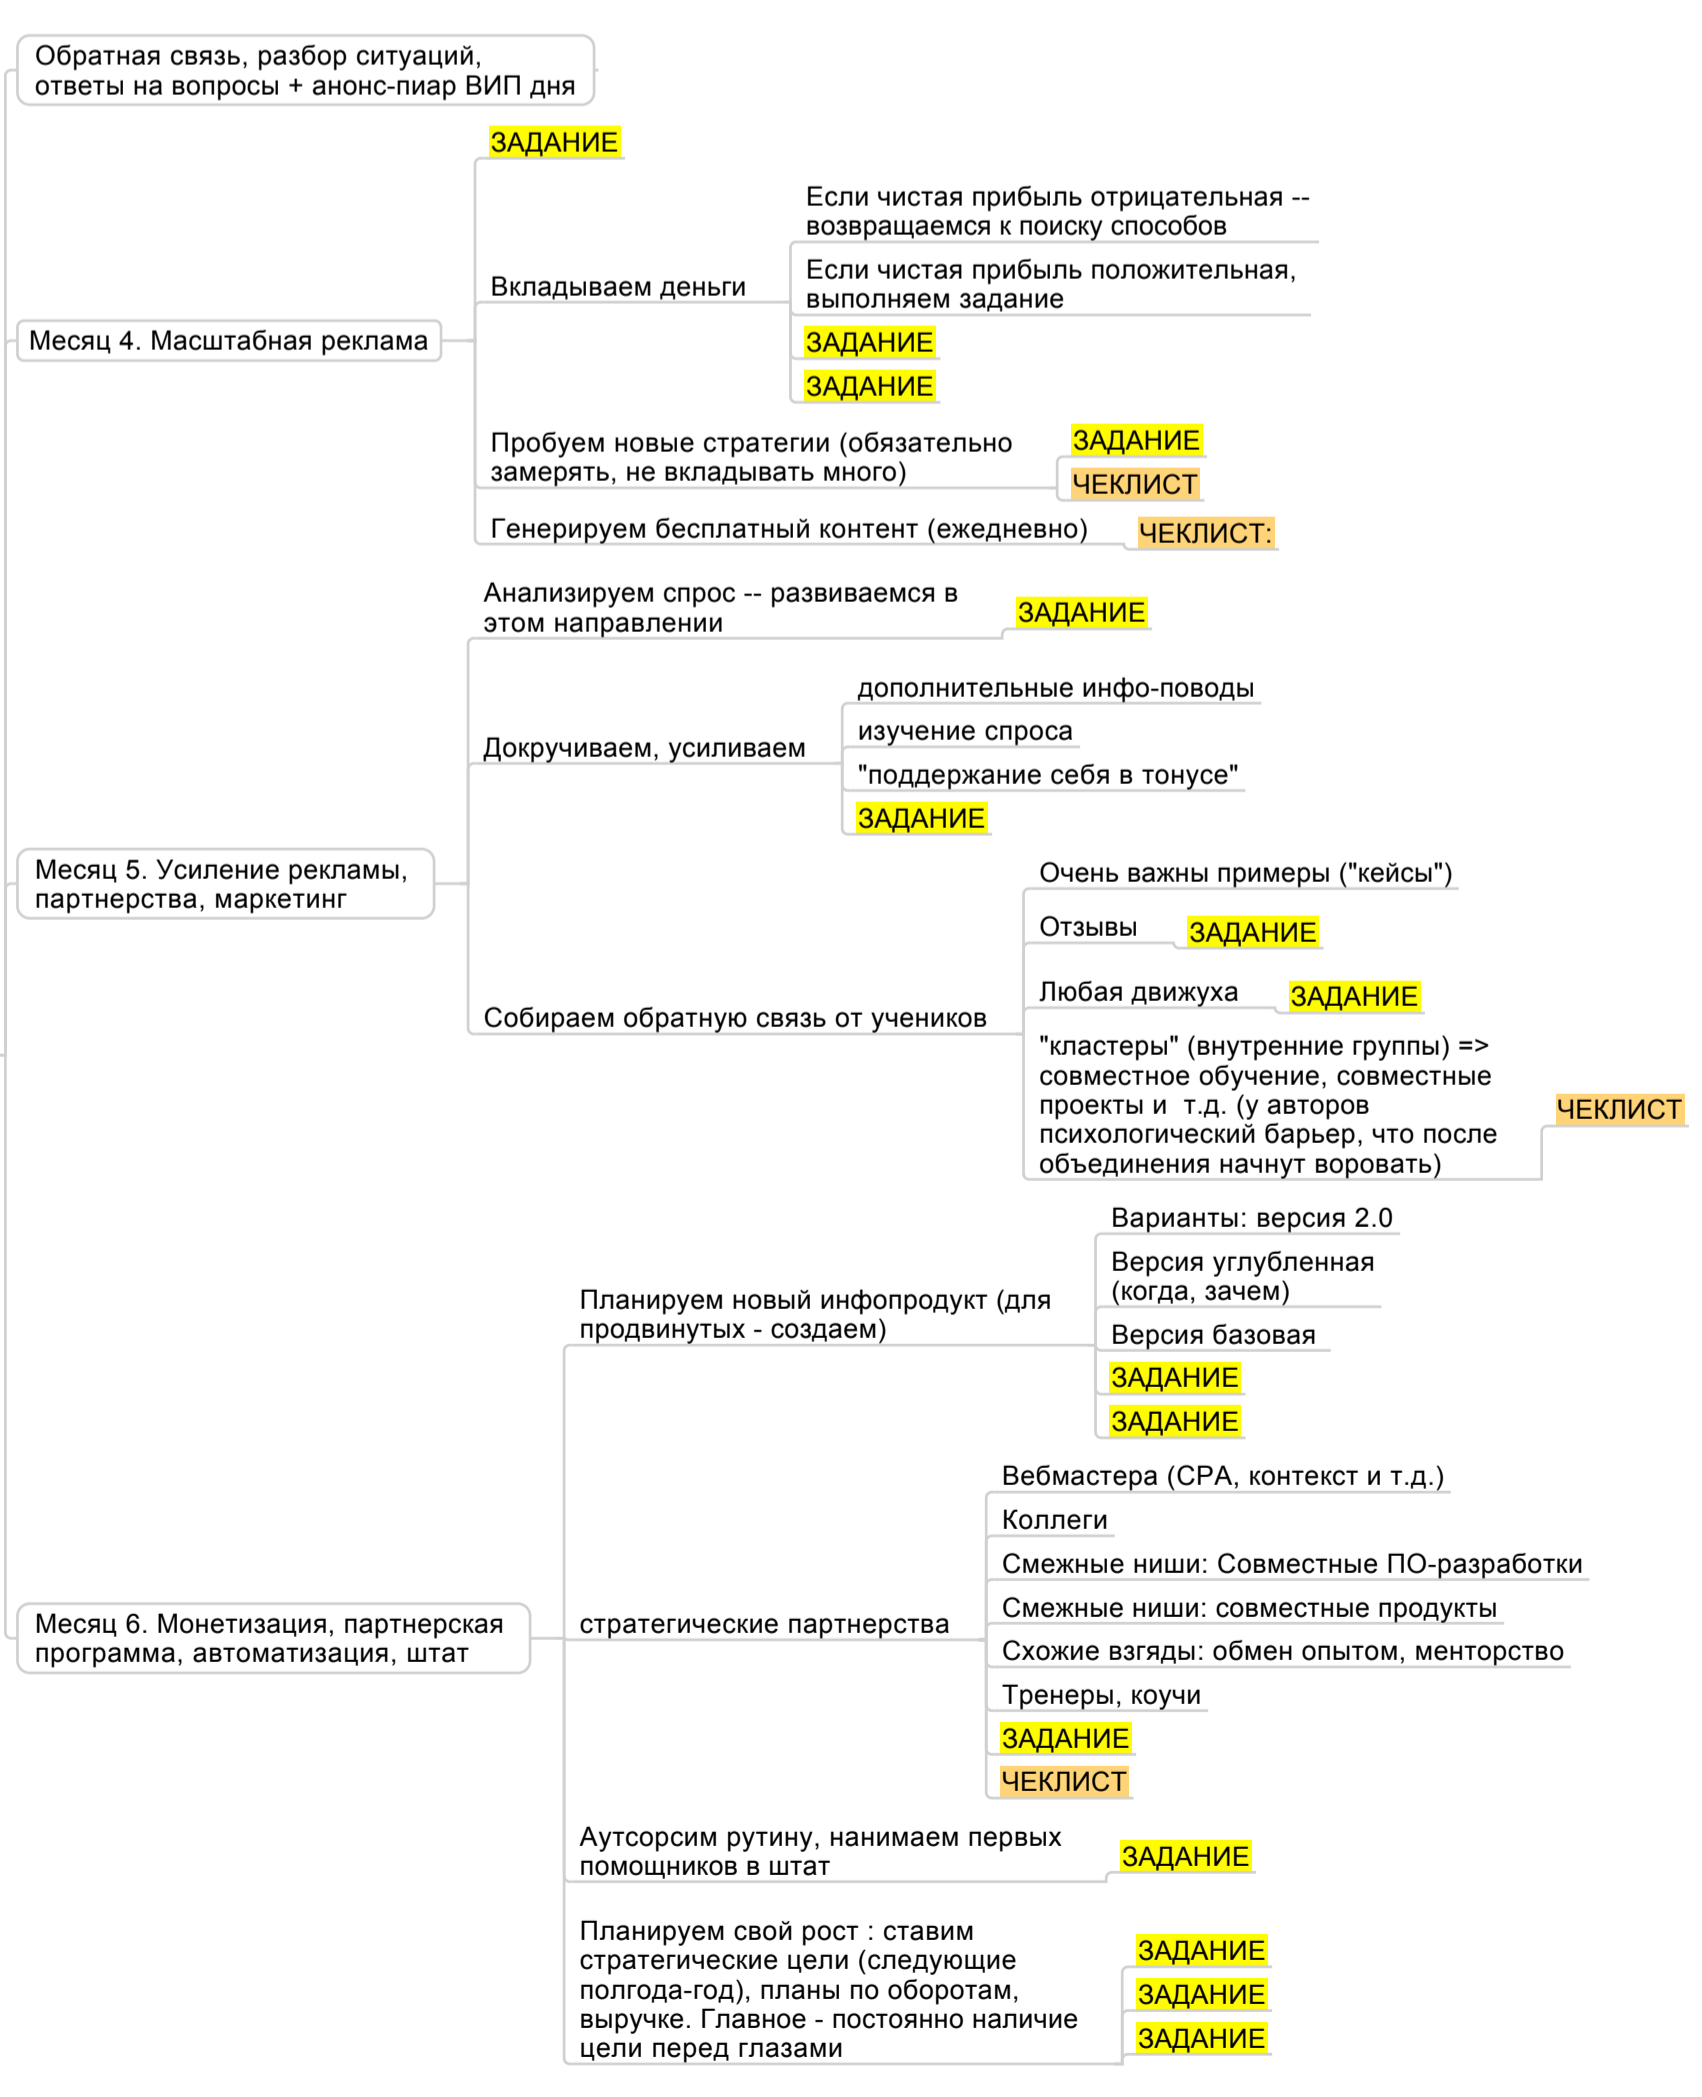 Обратная связь, разбор ситуаций,
ответы на вопросы + анонс-пиар ВИП дня
Месяц 4. Масштабная реклама
ЗАДАНИЕ
Вкладываем деньги
Если чистая прибыль отрицательная --
возвращаемся к поиску способов
Если чистая прибыль положительная,
выполняем задание
ЗАДАНИЕ
ЗАДАНИЕ
Пробуем новые стратегии (обязательно
замерять, не вкладывать много)
ЗАДАНИЕ
ЧЕКЛИСТ
Генерируем бесплатный контент (ежедневно)
ЧЕКЛИСТ:
Месяц 5. Усиление рекламы,
партнерства, маркетинг
Анализируем спрос -- развиваемся в
этом направлении
ЗАДАНИЕ
Докручиваем, усиливаем
дополнительные инфо-поводы
изучение спроса
"поддержание себя в тонусе"
ЗАДАНИЕ
Собираем обратную связь от учеников
Очень важны примеры ("кейсы")
Отзывы
ЗАДАНИЕ
Любая движуха
ЗАДАНИЕ
"кластеры" (внутренние группы) =>
совместное обучение, совместные
проекты и  т.д. (у авторов
психологический барьер, что после
объединения начнут воровать)
ЧЕКЛИСТ
Месяц 6. Монетизация, партнерская
программа, автоматизация, штат
Планируем новый инфопродукт (для
продвинутых - создаем)
Варианты: версия 2.0
Версия углубленная
(когда, зачем)
Версия базовая
ЗАДАНИЕ
ЗАДАНИЕ
стратегические партнерства
Вебмастера (CPA, контекст и т.д.)
Коллеги
Смежные ниши: Совместные ПО-разработки
Смежные ниши: совместные продукты
Схожие взгяды: обмен опытом, менторство
Тренеры, коучи
ЗАДАНИЕ
ЧЕКЛИСТ
Аутсорсим рутину, нанимаем первых
помощников в штат
ЗАДАНИЕ
Планируем свой рост : ставим
стратегические цели (следующие
полгода-год), планы по оборотам,
выручке. Главное - постоянно наличие
цели перед глазами
ЗАДАНИЕ
ЗАДАНИЕ
ЗАДАНИЕ